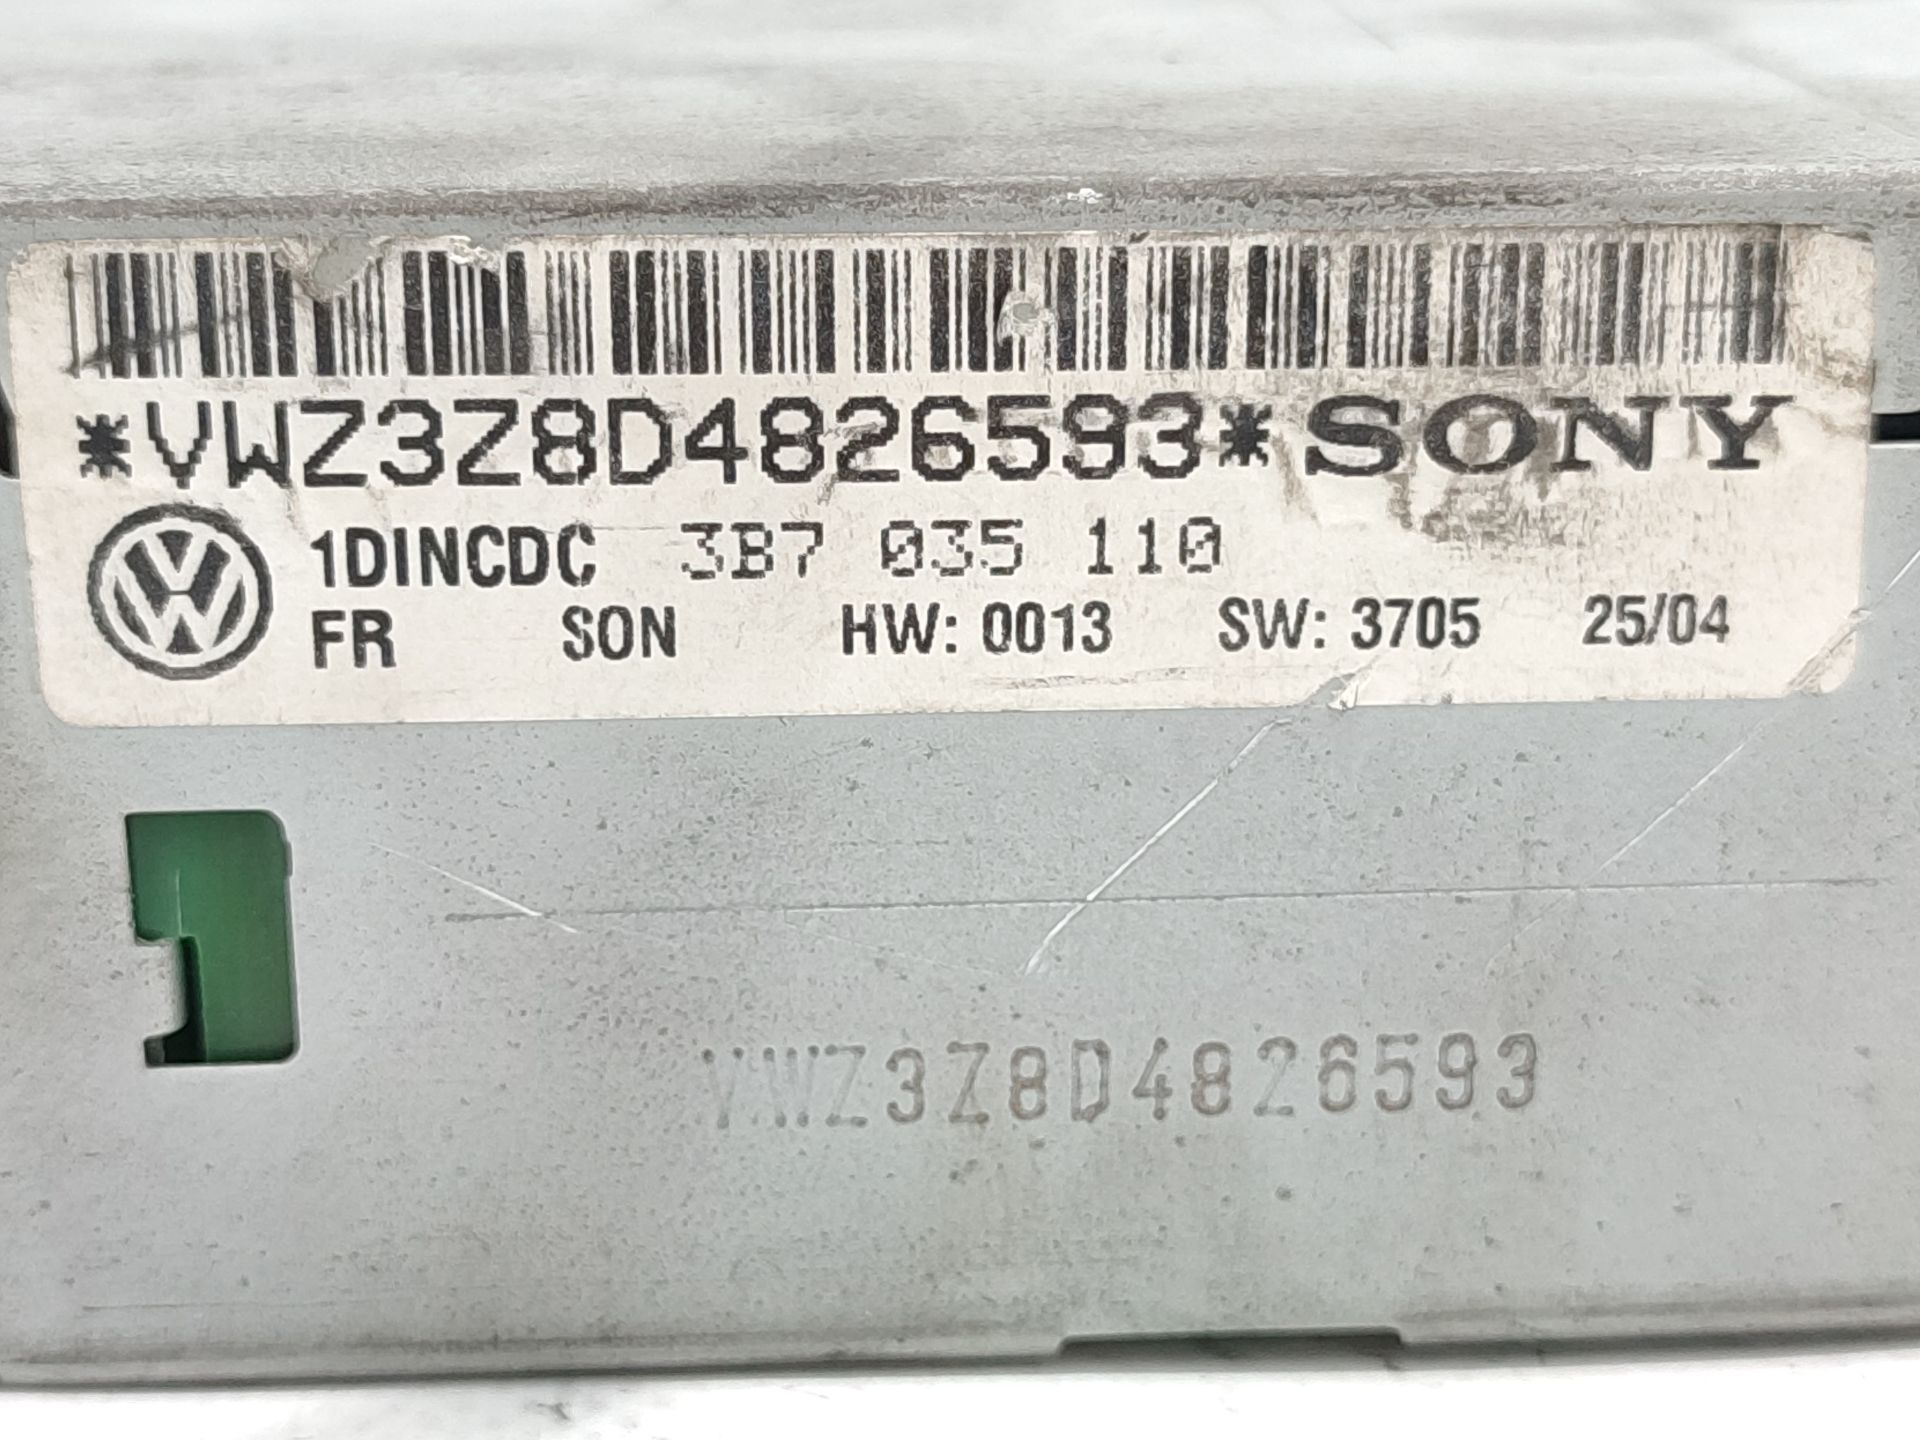 *VWZ3Z8D4826593* SONY
1DINCDC 3B7 035 110
FR SON HW: 0013 SW: 3705 25/04
VWZ3Z8D4826593